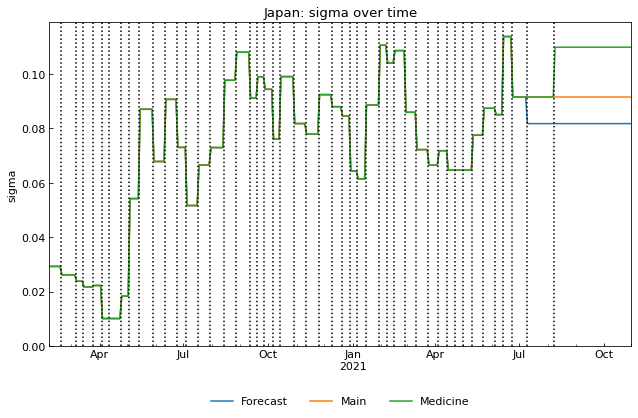 Japan: sigma over time
sigma
0.10
0.08
0.06
0.04
0.02
0.00
Apr Jul Oct Jan Apr Jul Oct
2021
Forecast Main Medicine